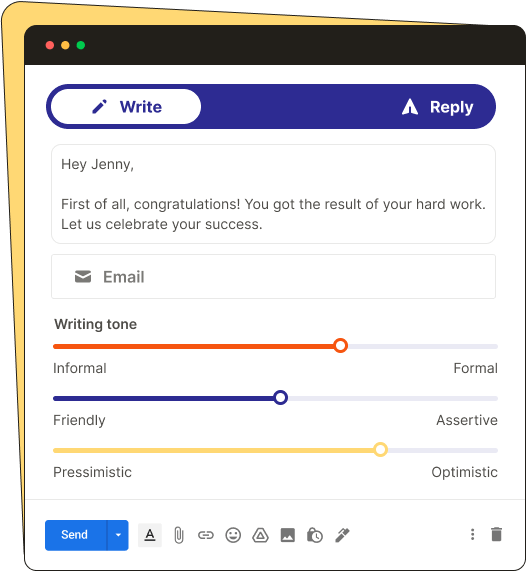 Write
Reply
Hey Jenny,
First of all, congratulations! You got the result of your hard work.
Let us celebrate your success.
Email
Writing tone
Informal Formal
Friendly Assertive
Pressimistic Optimistic
Send A